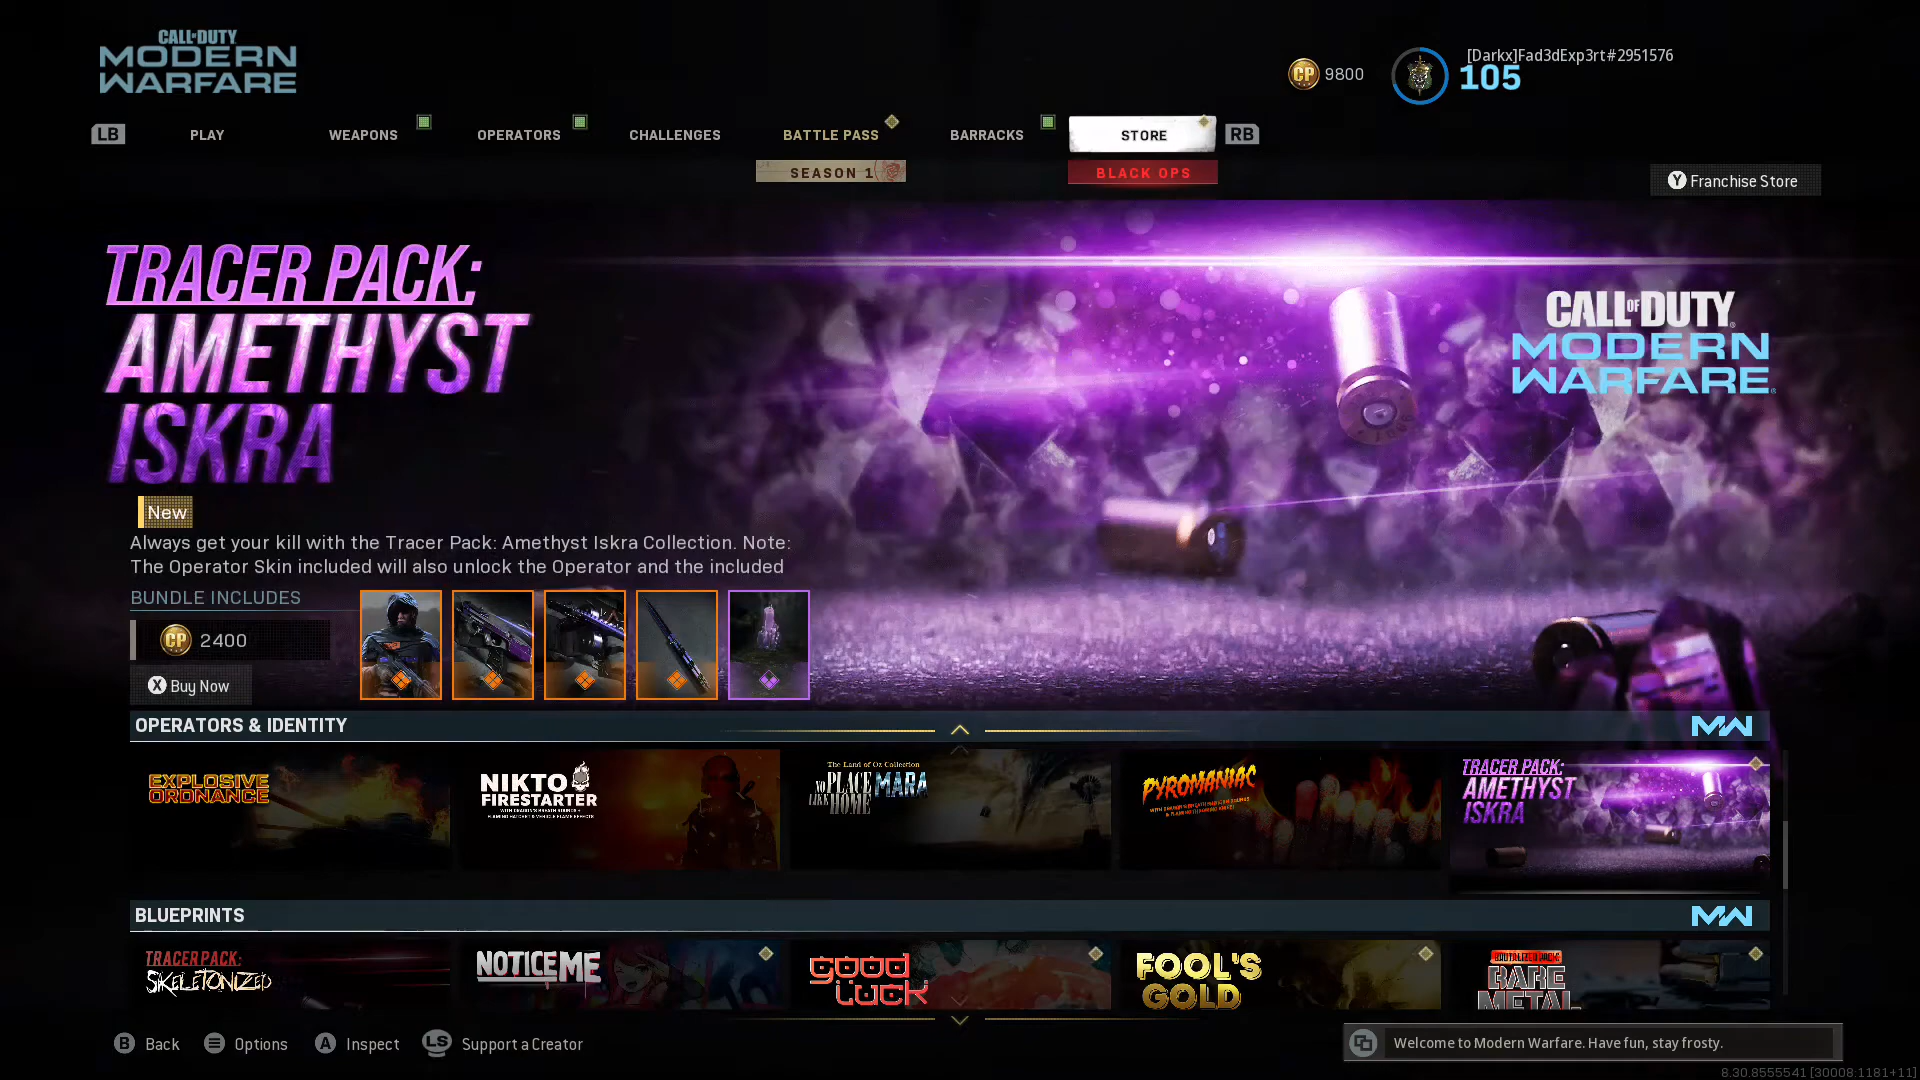 CALL OF DUTY
MODERN
WARFARE
CP 9800
[Darkx]Fad3dExp3rt#2951576
105
LB PLAY WEAPONS OPERATORS CHALLENGES BATTLE PASS BARRACKS STORE RB
SEASON 1 BLACK OPS
Y Franchise Store
TRACER PACK:
AMETHYST
ISKRA
CALL OF DUTY
MODERN
WARFARE
New
Always get your kill with the Tracer Pack: Amethyst Iskra Collection. Note:
The Operator Skin included will also unlock the Operator and the included
BUNDLE INCLUDES
CP 2400
X Buy Now
OPERATORS & IDENTITY MW
EXPLOSIVE
ORDNANCE
NIKTO
FIRESTARTER
The Land of Oz Collection
NO PLACE
LIKE HOME
MARA
PYROMANIAC
TRACER PACK:
AMETHYST
ISKRA
BLUEPRINTS MW
TRACER PACK:
SKELETONIZED
NOTICE ME
GOOD
LUCK
FOOL'S
GOLD
BARE
METAL
B Back Options A Inspect LS Support a Creator
Welcome to Modern Warfare. Have fun, stay frosty.
8.30.8555541 [30008:1181+11]